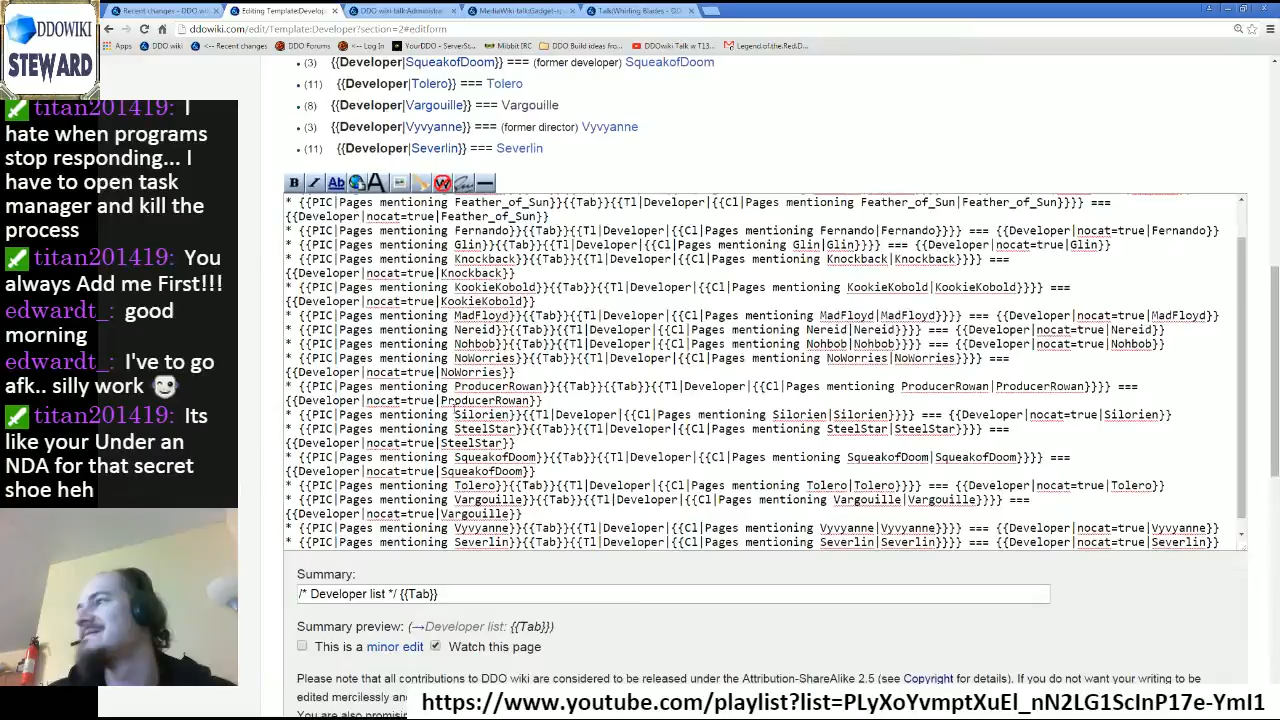 Recent changes - DDO wi
Editing Template:Develop
DDO wiki talk:Administrat
MediaWiki talk:Gadget-sp
Talk:Whirling Blades - DD
ddowiki.com/edit/Template:Developer?section=2#editform
Apps DDO wiki <-- Recent changes DDO Forums <-- Log In YourDDO -- ServerSt... Mibbit IRC DDO Build ideas fro... DDOwiki Talk w T13... Legend.of.the.Red.D...
DDOWIKI
STEWARD
titan201419: I
hate when programs
stop responding... I
have to open task
manager and kill the
process
titan201419: You
always Add me First!!!
edwardt_: good
morning
edwardt_: I've to go
afk.. silly work
titan201419: Its
like your Under an
NDA for that secret
shoe heh
• (3) {{Developer|SqueakofDoom}} === (former developer) SqueakofDoom
• (11) {{Developer|Tolero}} === Tolero
• (8) {{Developer|Vargouille}} === Vargouille
• (3) {{Developer|Vyvyanne}} === (former director) Vyvyanne
• (11) {{Developer|Severlin}} === Severlin
B I Ab A W
* {{PIC|Pages mentioning Feather_of_Sun}}{{Tab}}{{Tl|Developer|{{Cl|Pages mentioning Feather_of_Sun|Feather_of_Sun}}}} ===
{{Developer|nocat=true|Feather_of_Sun}}
* {{PIC|Pages mentioning Fernando}}{{Tab}}{{Tl|Developer|{{Cl|Pages mentioning Fernando|Fernando}}}} === {{Developer|nocat=true|Fernando}}
* {{PIC|Pages mentioning Glin}}{{Tab}}{{Tl|Developer|{{Cl|Pages mentioning Glin|Glin}}}} === {{Developer|nocat=true|Glin}}
* {{PIC|Pages mentioning Knockback}}{{Tab}}{{Tl|Developer|{{Cl|Pages mentioning Knockback|Knockback}}}} ===
{{Developer|nocat=true|Knockback}}
* {{PIC|Pages mentioning KookieKobold}}{{Tab}}{{Tl|Developer|{{Cl|Pages mentioning KookieKobold|KookieKobold}}}} ===
{{Developer|nocat=true|KookieKobold}}
* {{PIC|Pages mentioning MadFloyd}}{{Tab}}{{Tl|Developer|{{Cl|Pages mentioning MadFloyd|MadFloyd}}}} === {{Developer|nocat=true|MadFloyd}}
* {{PIC|Pages mentioning Nereid}}{{Tab}}{{Tl|Developer|{{Cl|Pages mentioning Nereid|Nereid}}}} === {{Developer|nocat=true|Nereid}}
* {{PIC|Pages mentioning Nohbob}}{{Tab}}{{Tl|Developer|{{Cl|Pages mentioning Nohbob|Nohbob}}}} === {{Developer|nocat=true|Nohbob}}
* {{PIC|Pages mentioning NoWorries}}{{Tab}}{{Tl|Developer|{{Cl|Pages mentioning NoWorries|NoWorries}}}} ===
{{Developer|nocat=true|NoWorries}}
* {{PIC|Pages mentioning ProducerRowan}}{{Tab}}{{Tab}}{{Tl|Developer|{{Cl|Pages mentioning ProducerRowan|ProducerRowan}}}} ===
{{Developer|nocat=true|ProducerRowan}}
* {{PIC|Pages mentioning Silorien}}{{Tl|Developer|{{Cl|Pages mentioning Silorien|Silorien}}}} === {{Developer|nocat=true|Silorien}}
* {{PIC|Pages mentioning SteelStar}}{{Tab}}{{Tl|Developer|{{Cl|Pages mentioning SteelStar|SteelStar}}}} ===
{{Developer|nocat=true|SteelStar}}
* {{PIC|Pages mentioning SqueakofDoom}}{{Tab}}{{Tl|Developer|{{Cl|Pages mentioning SqueakofDoom|SqueakofDoom}}}} ===
{{Developer|nocat=true|SqueakofDoom}}
* {{PIC|Pages mentioning Tolero}}{{Tab}}{{Tl|Developer|{{Cl|Pages mentioning Tolero|Tolero}}}} === {{Developer|nocat=true|Tolero}}
* {{PIC|Pages mentioning Vargouille}}{{Tab}}{{Tl|Developer|{{Cl|Pages mentioning Vargouille|Vargouille}}}} ===
{{Developer|nocat=true|Vargouille}}
* {{PIC|Pages mentioning Vyvyanne}}{{Tab}}{{Tl|Developer|{{Cl|Pages mentioning Vyvyanne|Vyvyanne}}}} === {{Developer|nocat=true|Vyvyanne}}
* {{PIC|Pages mentioning Severlin}}{{Tab}}{{Tl|Developer|{{Cl|Pages mentioning Severlin|Severlin}}}} === {{Developer|nocat=true|Severlin}}
Summary:
/* Developer list */ {{Tab}}
Summary preview: (→Developer list: {{Tab}})
This is a minor edit Watch this page
Please note that all contributions to DDO wiki are considered to be released under the Attribution-ShareAlike 2.5 (see Copyright for details). If you do not want your writing to be
edited mercilessly and
You are also promising
https://www.youtube.com/playlist?list=PLyXoYvmptXuEl_nN2LG1ScInP17e-YmI1